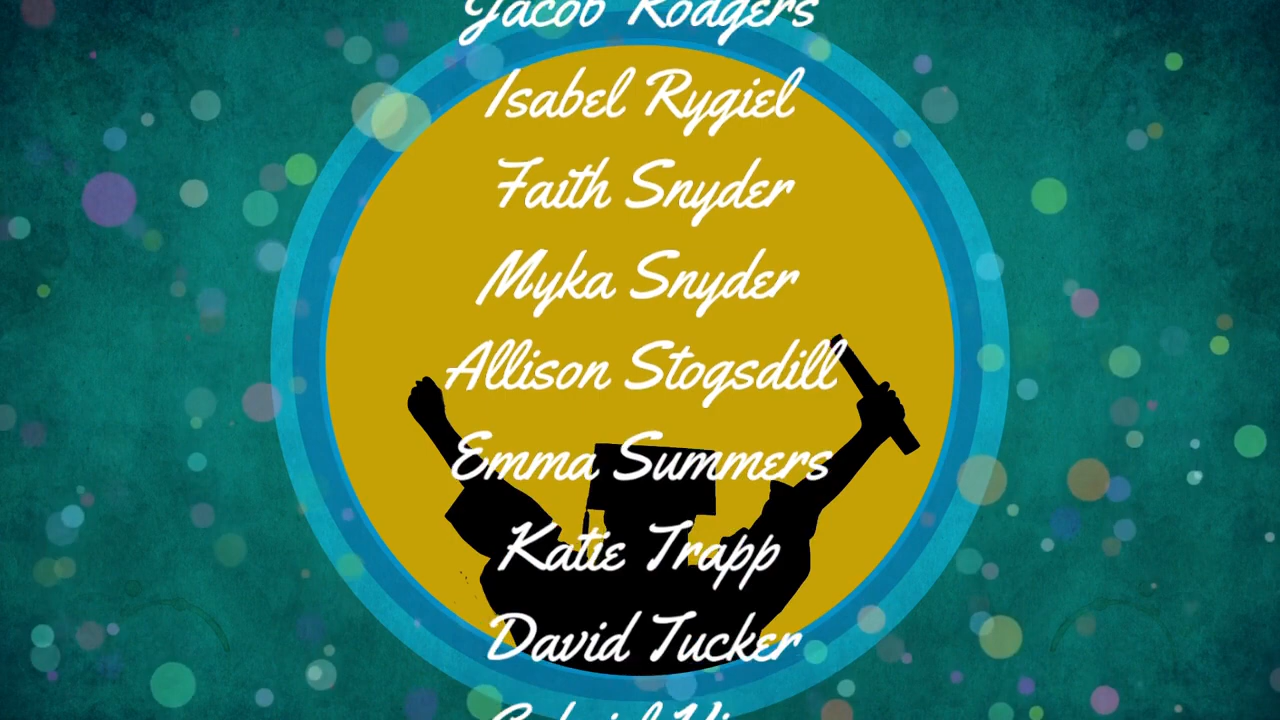 Jacob Rodgers
Isabel Rygiel
Faith Snyder
Myka Snyder
Allison Stogsdill
Emma Summers
Katie Trapp
David Tucker